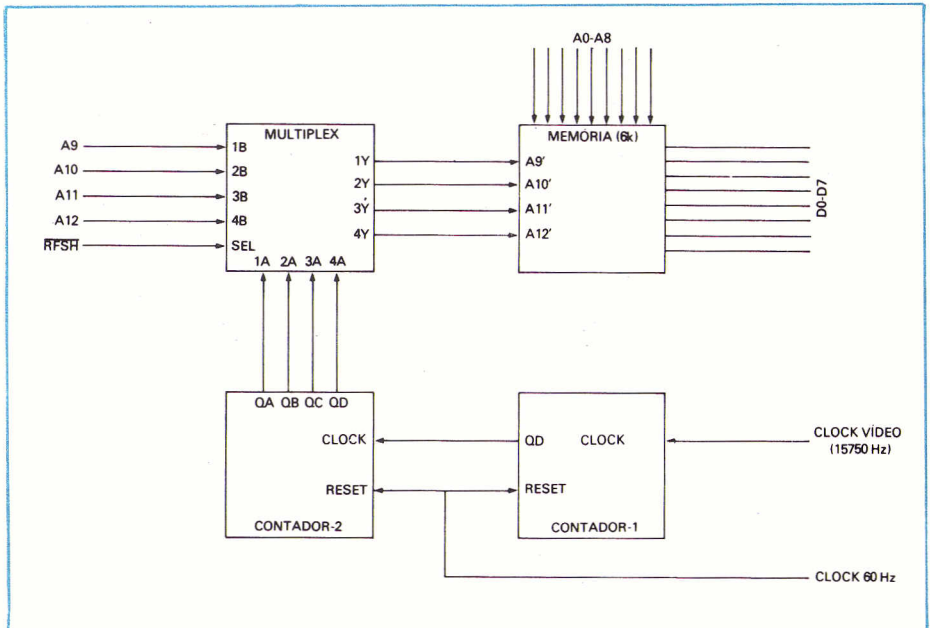 A0-A8
MULTIPLEX
MEMÓRIA (6k)
A9
1B
1Y
A9'
A10
2B
2Y
A10'
A11
3B
3Y
A11'
A12
4B
4Y
A12'
RFSH
SEL
1A 2A 3A 4A
D0-D7
QA QB QC QD
CLOCK
QD
CLOCK
CLOCK VÍDEO
(15750 Hz)
RESET
RESET
CONTADOR-2
CONTADOR-1
CLOCK 60 Hz